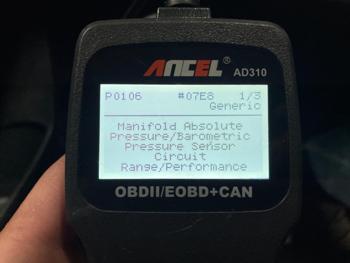 ANCEL®
AD310
P0106 #07E8 1/3
Generic
Manifold Absolute
Pressure/Barometric
Pressure Sensor
Circuit
Range/Performance
OBDII/EOBD+CAN